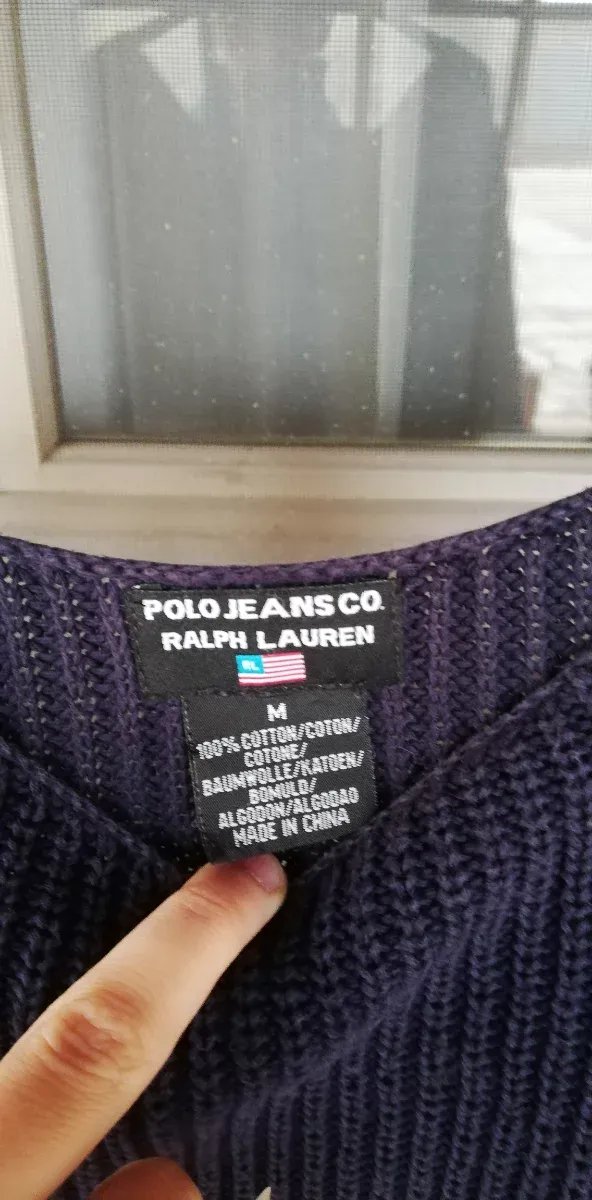 POLO JEANS CO.
RALPH LAUREN
RL
M
100% COTTON/COTON/
COTONE/
BAUMWOLLE/KATOEN/
BOMULD/
ALGODON/ALGODAO
MADE IN CHINA